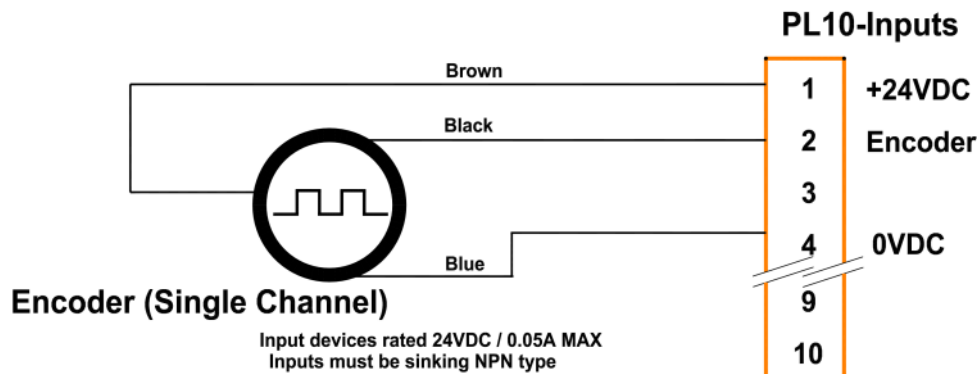 PL10-Inputs
Brown
1 +24VDC
Black
2 Encoder
3
4 0VDC
Blue
Encoder (Single Channel)
9
Input devices rated 24VDC / 0.05A MAX
Inputs must be sinking NPN type
10